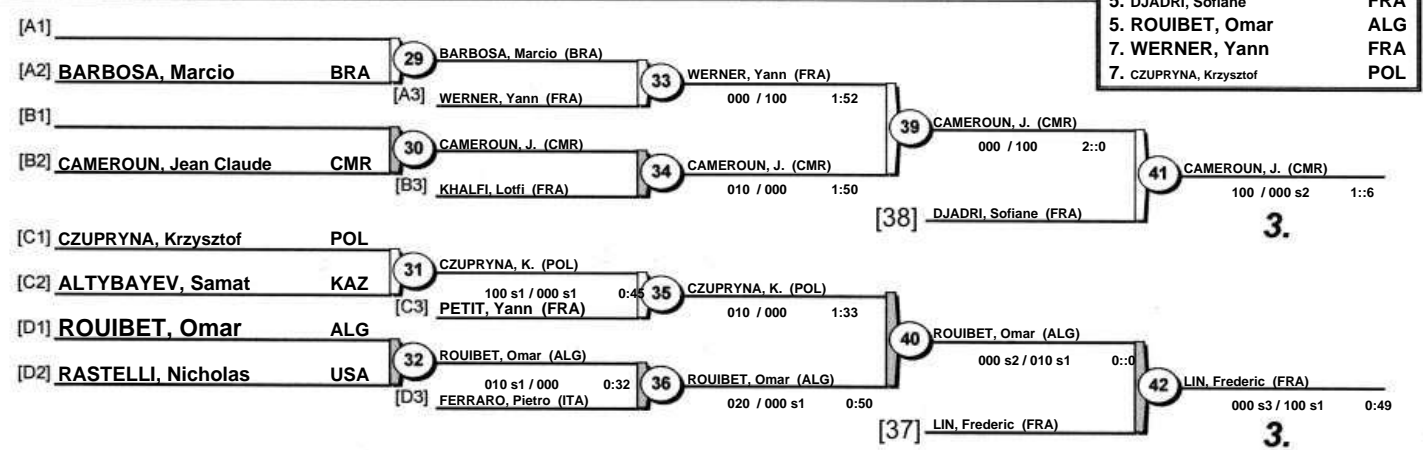 5. DJADRI, Sofiane FRA
5. ROUIBET, Omar ALG
7. WERNER, Yann FRA
7. CZUPRYNA, Krzysztof POL
[A1]
[A2] BARBOSA, Marcio BRA
29
BARBOSA, Marcio (BRA)
[A3] WERNER, Yann (FRA)
33
WERNER, Yann (FRA)
000 / 100 1:52
[B1]
[B2] CAMEROUN, Jean Claude CMR
30
CAMEROUN, J. (CMR)
[B3] KHALFI, Lotfi (FRA)
34
CAMEROUN, J. (CMR)
010 / 000 1:50
39
CAMEROUN, J. (CMR)
000 / 100 2::0
[38] DJADRI, Sofiane (FRA)
41
CAMEROUN, J. (CMR)
100 / 000 s2 1::6
3.
[C1] CZUPRYNA, Krzysztof POL
[C2] ALTYBAYEV, Samat KAZ
31
CZUPRYNA, K. (POL)
100 s1 / 000 s1 0:45
[C3] PETIT, Yann (FRA)
35
CZUPRYNA, K. (POL)
010 / 000 1:33
[D1] ROUIBET, Omar ALG
[D2] RASTELLI, Nicholas USA
32
ROUIBET, Omar (ALG)
010 s1 / 000 0:32
[D3] FERRARO, Pietro (ITA)
36
ROUIBET, Omar (ALG)
020 / 000 s1 0:50
40
ROUIBET, Omar (ALG)
000 s2 / 010 s1 0::0
[37] LIN, Frederic (FRA)
42
LIN, Frederic (FRA)
000 s3 / 100 s1 0:49
3.